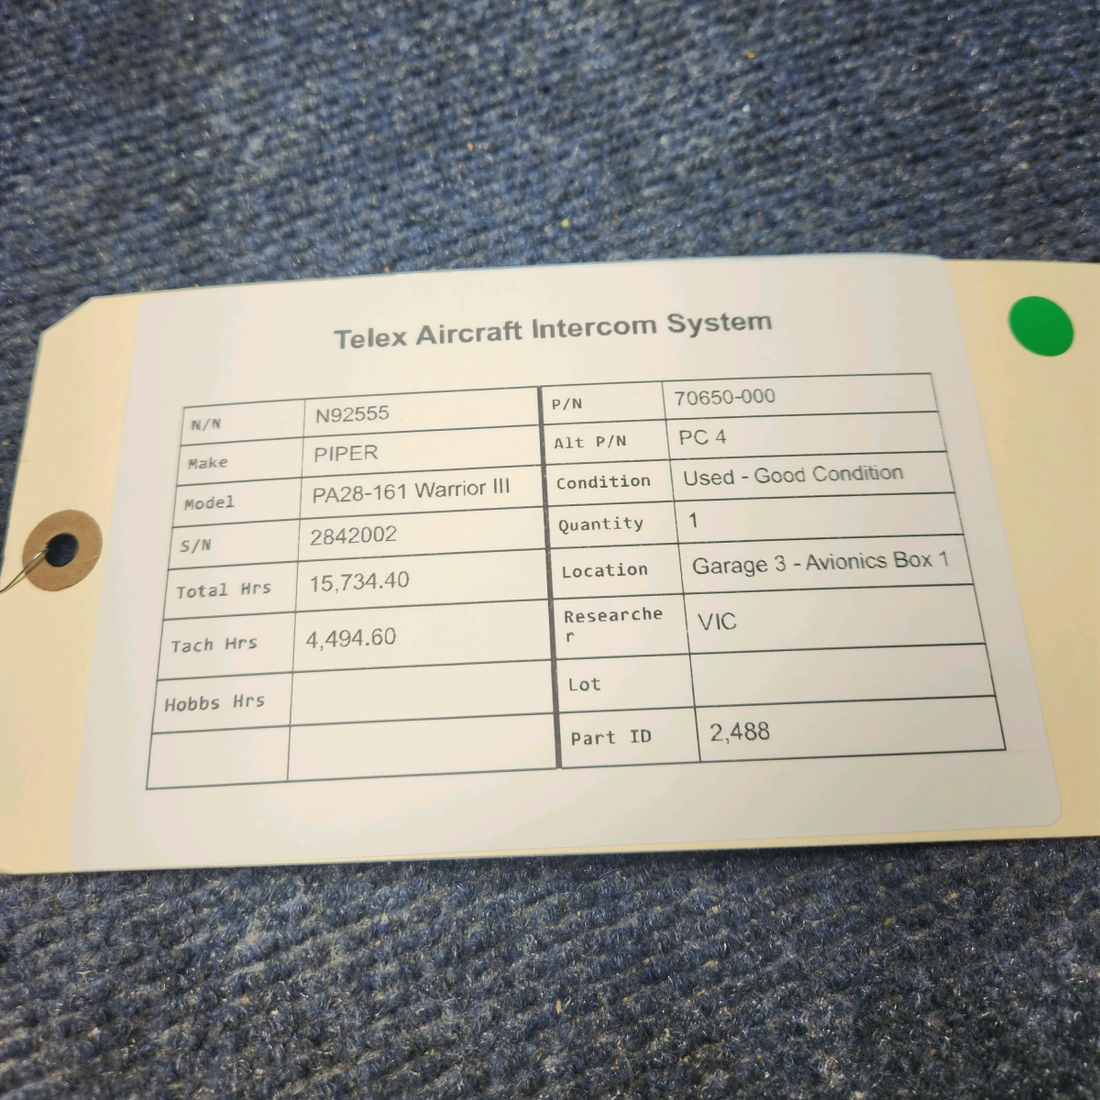 Telex Aircraft Intercom System
N/N N92555 P/N 70650-000
Make PIPER Alt P/N PC 4
Model PA28-161 Warrior III Condition Used - Good Condition
S/N 2842002 Quantity 1
Total Hrs 15,734.40 Location Garage 3 - Avionics Box 1
Tach Hrs 4,494.60 Researche
r VIC
Hobbs Hrs Lot
Part ID 2,488